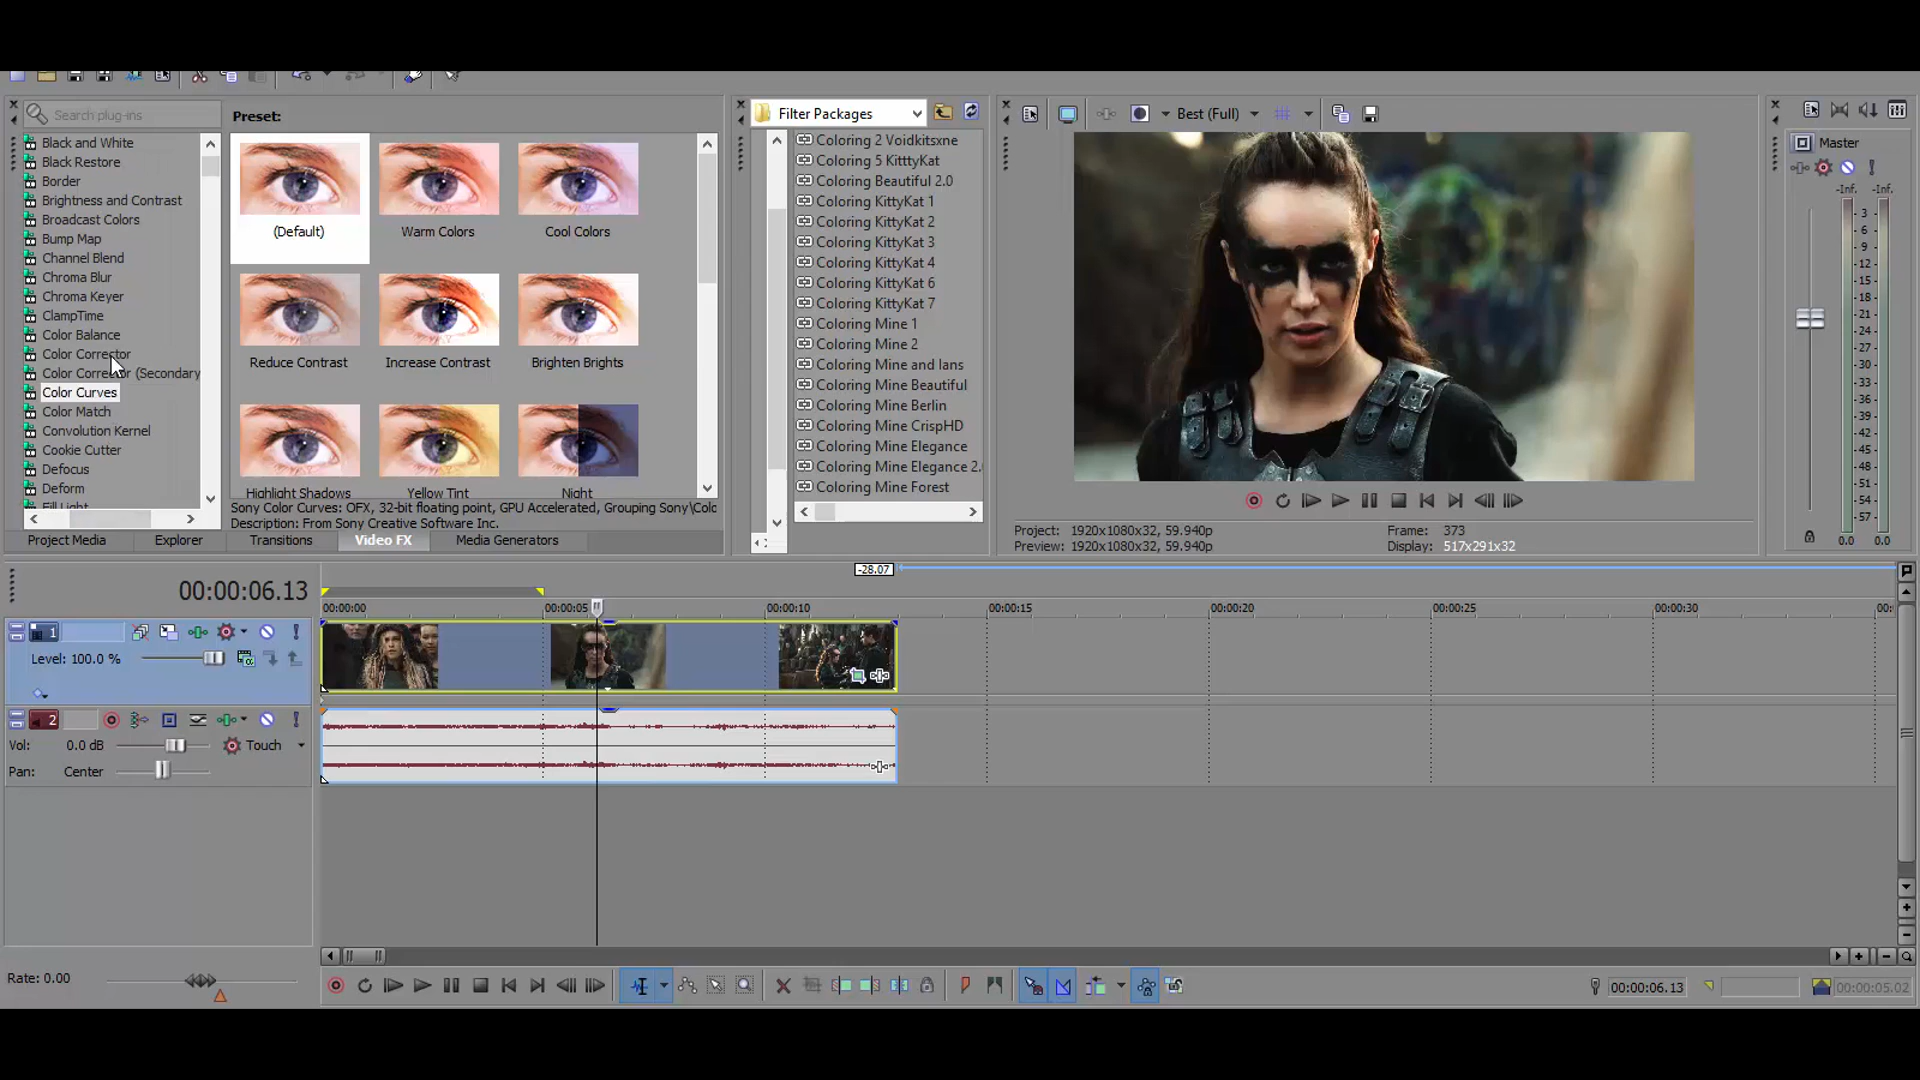 Search plug-ins
Black and White
Black Restore
Border
Brightness and Contrast
Broadcast Colors
Bump Map
Channel Blend
Chroma Blur
Chroma Keyer
ClampTime
Color Balance
Color Corrector
Color Corrector (Secondary
Color Curves
Color Match
Convolution Kernel
Cookie Cutter
Defocus
Deform
Fill Light
Preset:
(Default)
Warm Colors
Cool Colors
Reduce Contrast
Increase Contrast
Brighten Brights
Highlight Shadows
Yellow Tint
Night
Sony Color Curves: OFX, 32-bit floating point, GPU Accelerated, Grouping Sony\Colo
Description: From Sony Creative Software Inc.
Project Media
Explorer
Transitions
Video FX
Media Generators
Filter Packages
Coloring 2 Voidkitsxne
Coloring 5 KitttyKat
Coloring Beautiful 2.0
Coloring KittyKat 1
Coloring KittyKat 2
Coloring KittyKat 3
Coloring KittyKat 4
Coloring KittyKat 6
Coloring KittyKat 7
Coloring Mine 1
Coloring Mine 2
Coloring Mine and Ians
Coloring Mine Beautiful
Coloring Mine Berlin
Coloring Mine CrispHD
Coloring Mine Elegance
Coloring Mine Elegance 2.
Coloring Mine Forest
Best (Full)
Project: 1920x1080x32, 59.940p
Preview: 1920x1080x32, 59.940p
Frame: 373
Display: 517x291x32
Master
-Inf. -Inf.
3
6
9
12
15
18
21
24
27
30
33
36
39
42
45
48
51
54
57
0.0 0.0
00:00:06.13
-28.07
00:00:00
00:00:05
00:00:10
00:00:15
00:00:20
00:00:25
00:00:30
00:0
1
Level: 100.0 %
2
Vol: 0.0 dB
Touch
Pan: Center
Rate: 0.00
00:00:06.13
00:00:05.02